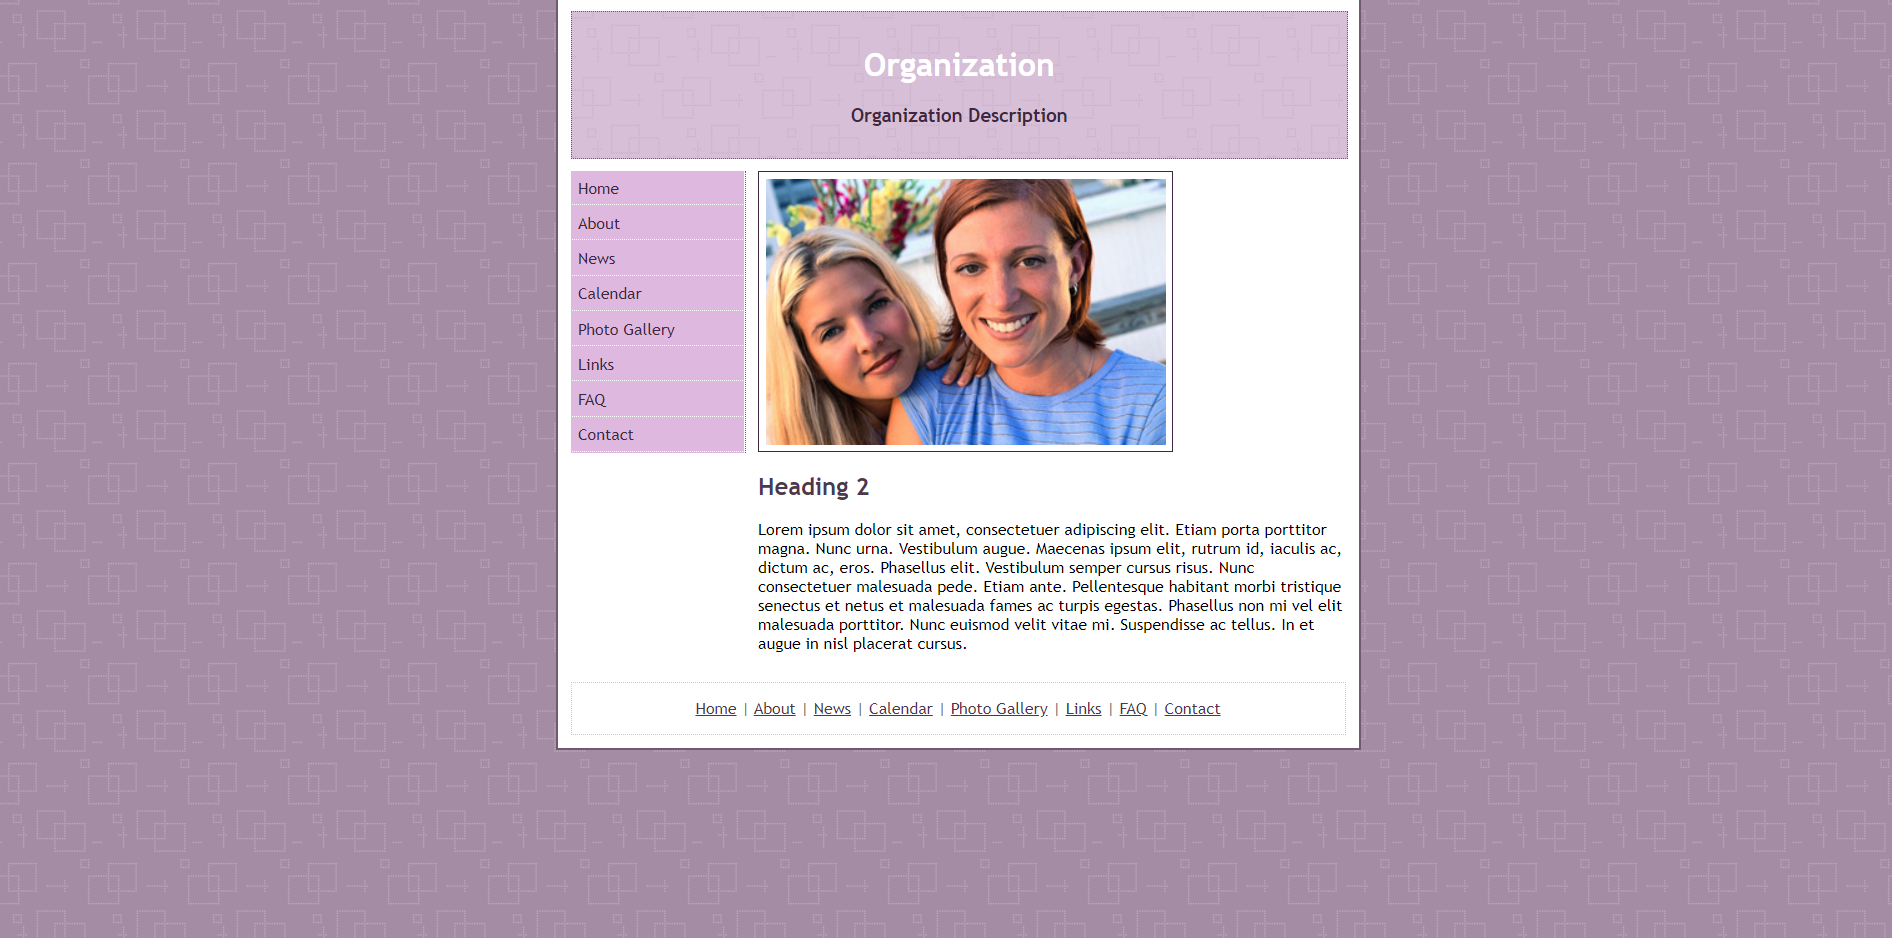 Organization
Organization Description
Home
About
News
Calendar
Photo Gallery
Links
FAQ
Contact
Heading 2
Lorem ipsum dolor sit amet, consectetuer adipiscing elit. Etiam porta porttitor
magna. Nunc urna. Vestibulum augue. Maecenas ipsum elit, rutrum id, iaculis ac,
dictum ac, eros. Phasellus elit. Vestibulum semper cursus risus. Nunc
consectetuer malesuada pede. Etiam ante. Pellentesque habitant morbi tristique
senectus et netus et malesuada fames ac turpis egestas. Phasellus non mi vel elit
malesuada porttitor. Nunc euismod velit vitae mi. Suspendisse ac tellus. In et
augue in nisl placerat cursus.
Home | About | News | Calendar | Photo Gallery | Links | FAQ | Contact